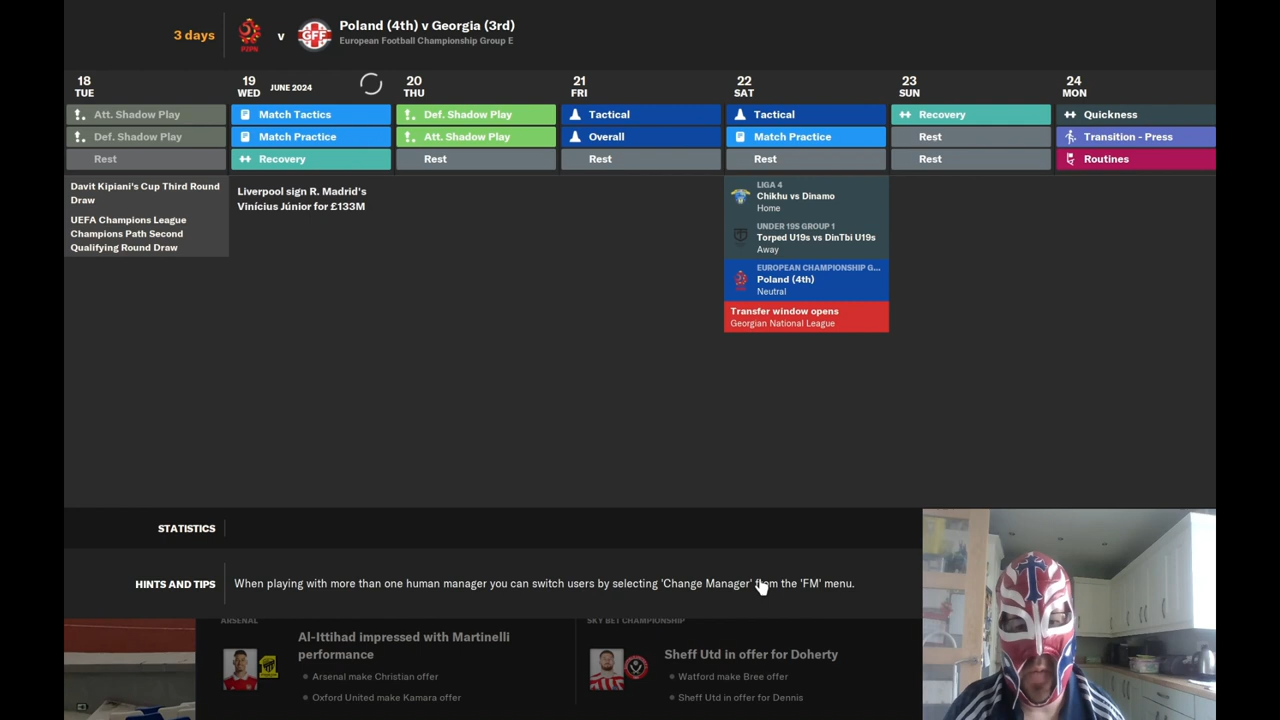 3 days
PZPN
v
GFF
Poland (4th) v Georgia (3rd)
European Football Championship Group E
18
TUE
19
WED
JUNE 2024
20
THU
21
FRI
22
SAT
23
SUN
24
MON
Att. Shadow Play
Match Tactics
Def. Shadow Play
Tactical
Tactical
Recovery
Quickness
Def. Shadow Play
Match Practice
Att. Shadow Play
Overall
Match Practice
Rest
Transition - Press
Rest
Recovery
Rest
Rest
Rest
Rest
Routines
Davit Kipiani's Cup Third Round
Draw
UEFA Champions League
Champions Path Second
Qualifying Round Draw
Liverpool sign R. Madrid's
Vinícius Júnior for £133M
LIGA 4
Chikhu vs Dinamo
Home
UNDER 19S GROUP 1
Torped U19s vs DinTbi U19s
Away
EUROPEAN CHAMPIONSHIP G...
Poland (4th)
Neutral
Transfer window opens
Georgian National League
STATISTICS
HINTS AND TIPS
When playing with more than one human manager you can switch users by selecting 'Change Manager' from the 'FM' menu.
ARSENAL
Al-Ittihad impressed with Martinelli
performance
Watford make Bree offer
Arsenal make Christian offer
Oxford United make Kamara offer
SKY BET CHAMPIONSHIP
Sheff Utd in offer for Doherty
Sheff Utd in offer for Dennis